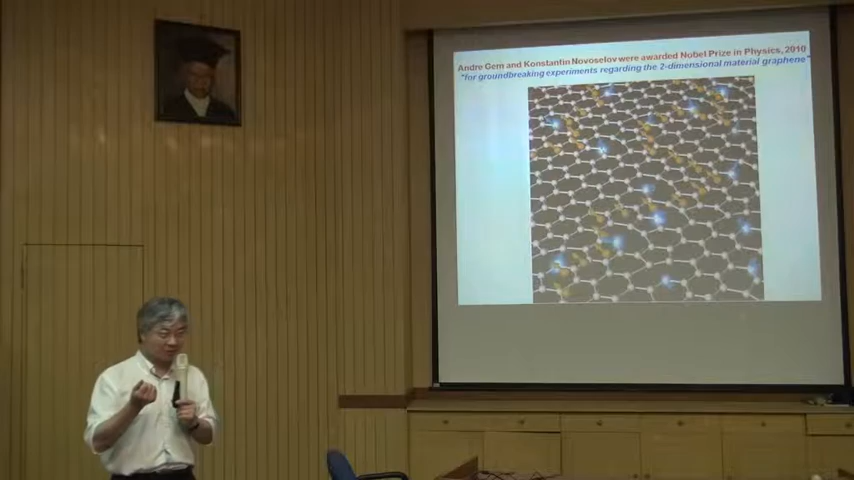 Andre Geim and Konstantin Novoselov were awarded Nobel Prize in Physics, 2010
"for groundbreaking experiments regarding the 2-dimensional material graphene"